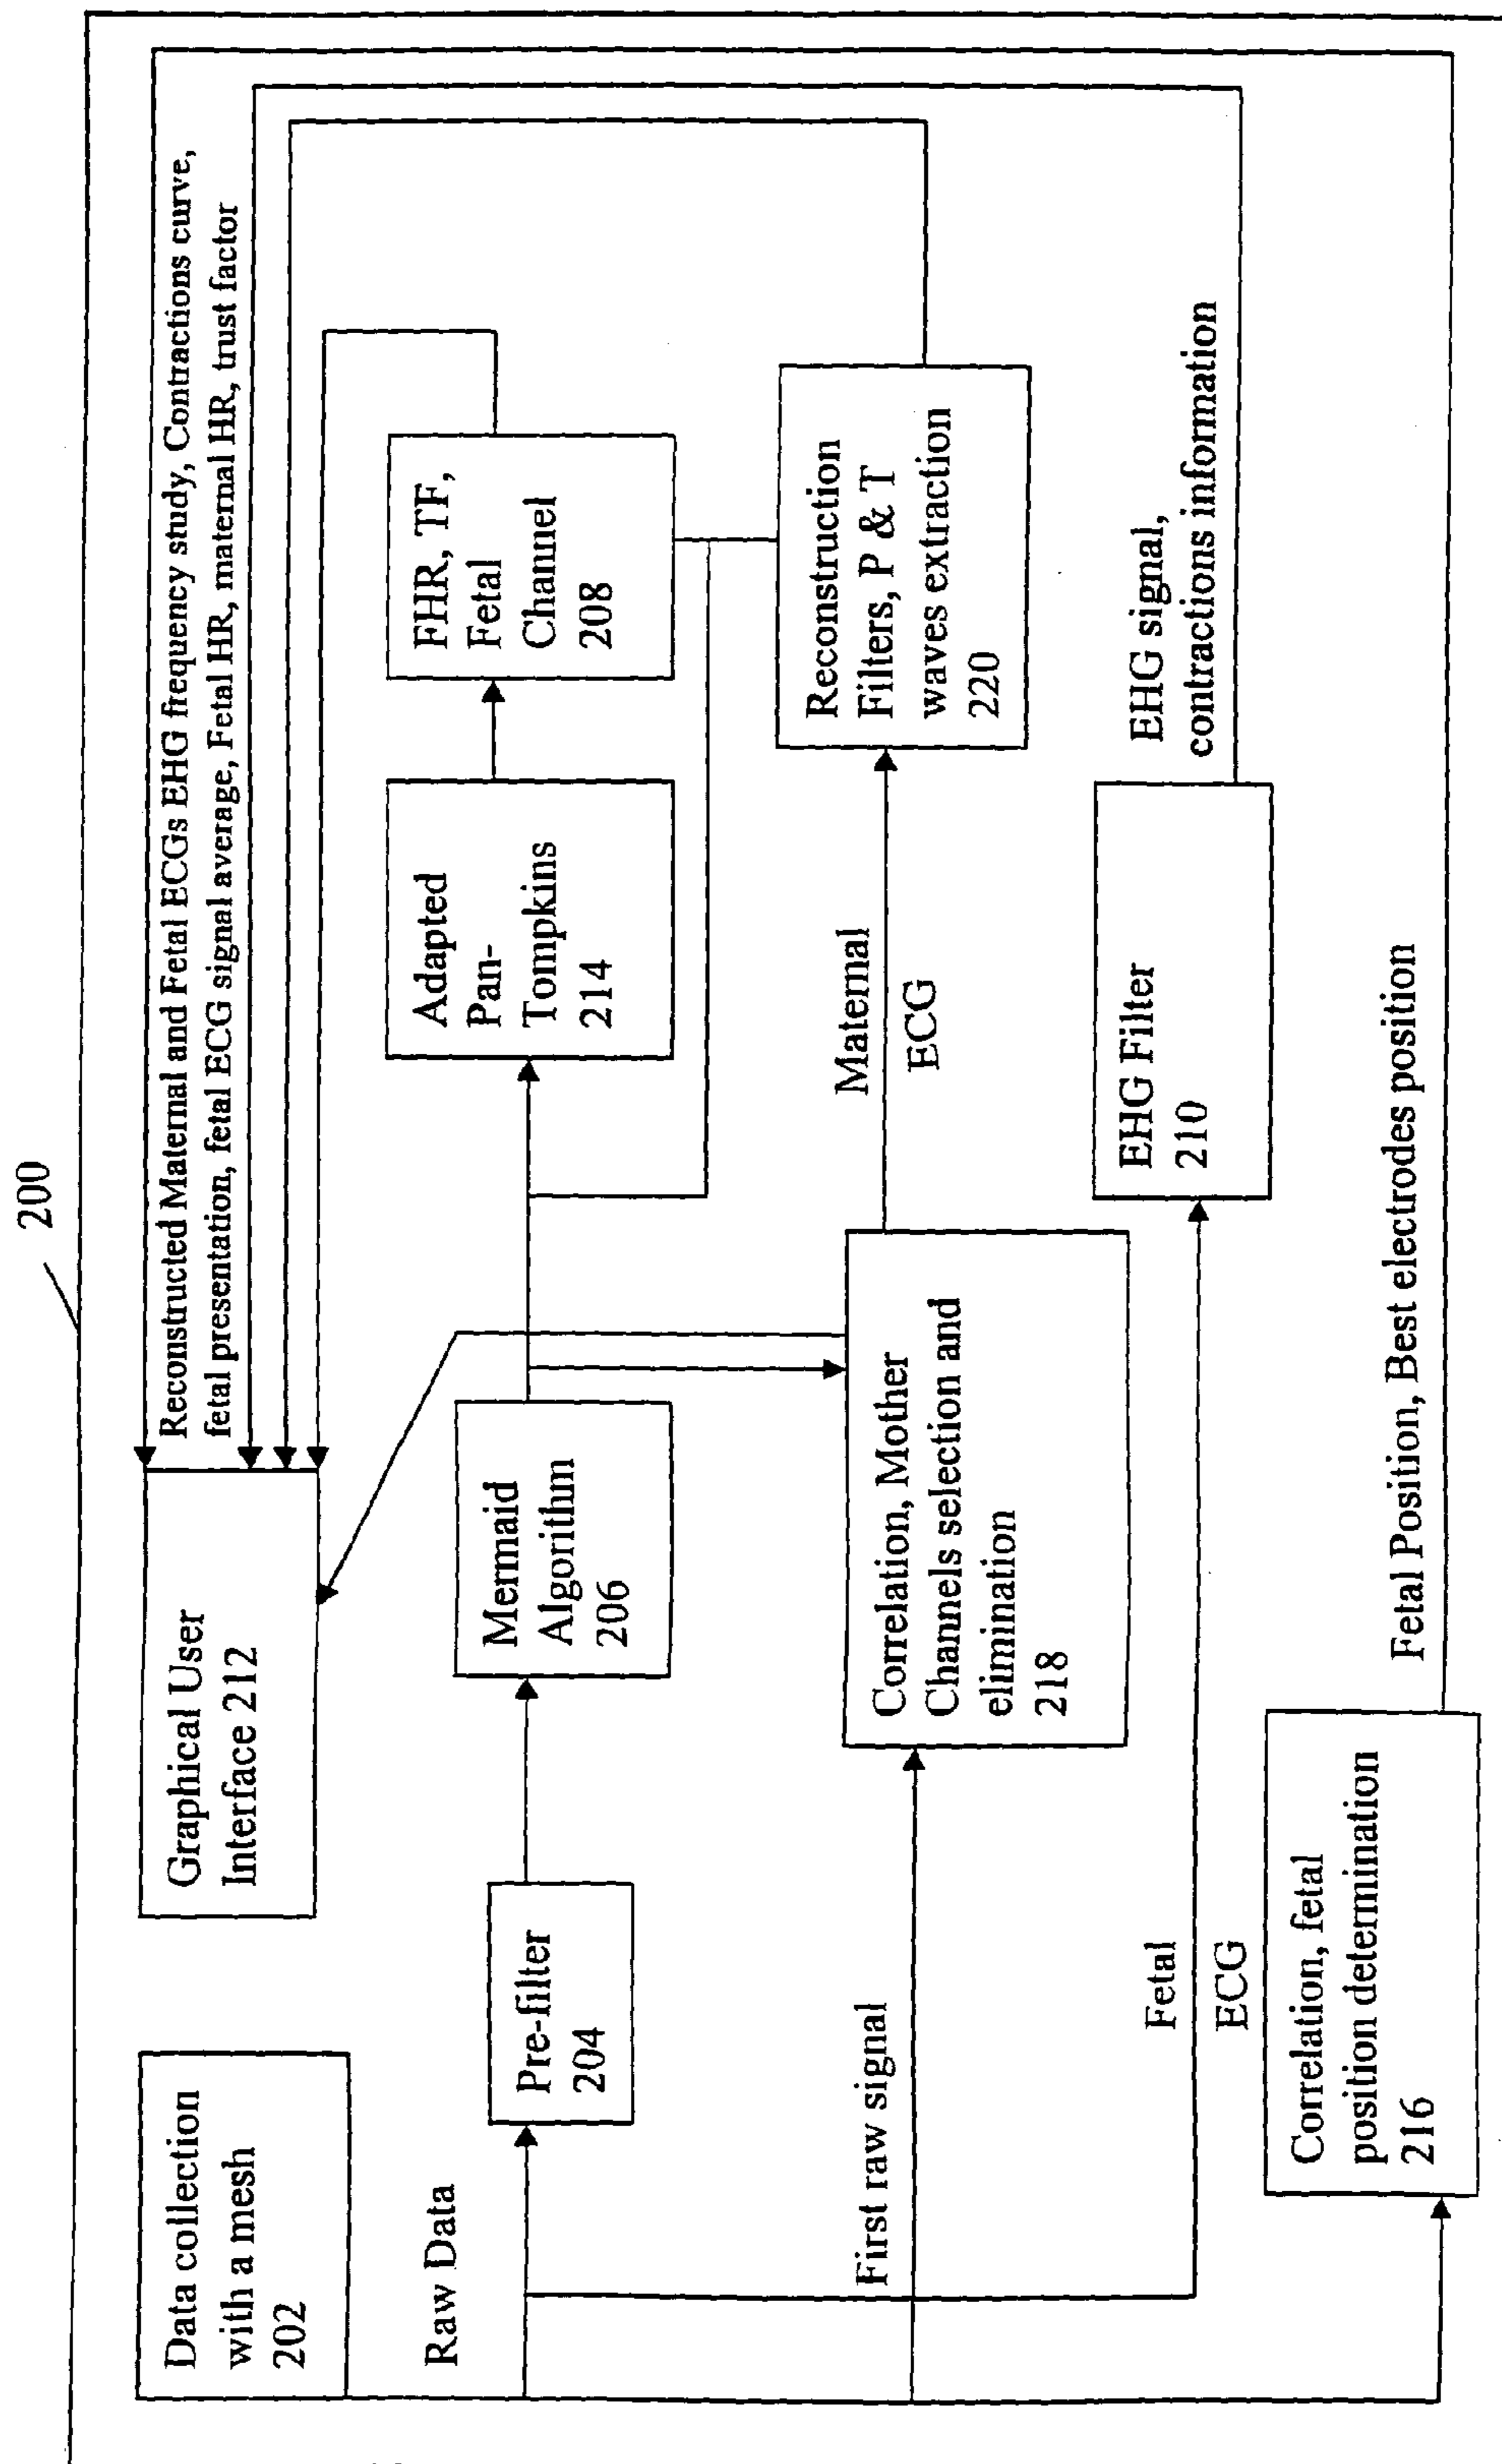 200
Data collection
with a mesh
202
Graphical User
Interface 212
Reconstructed Maternal and Fetal ECGs EHG frequency study, Contractions curve,
fetal presentation, fetal ECG signal average, Fetal HR, maternal HR, trust factor
Raw Data
Pre-filter
204
Mermaid
Algorithm
206
Adapted
Pan-
Tompkins
214
FHR, TF,
Fetal
Channel
208
First raw signal
Correlation, Mother
Channels selection and
elimination
218
Maternal
ECG
Reconstruction
Filters, P & T
waves extraction
220
Fetal
ECG
EHG Filter
210
EHG signal,
contractions information
Correlation, fetal
position determination
216
Fetal Position, Best electrodes position